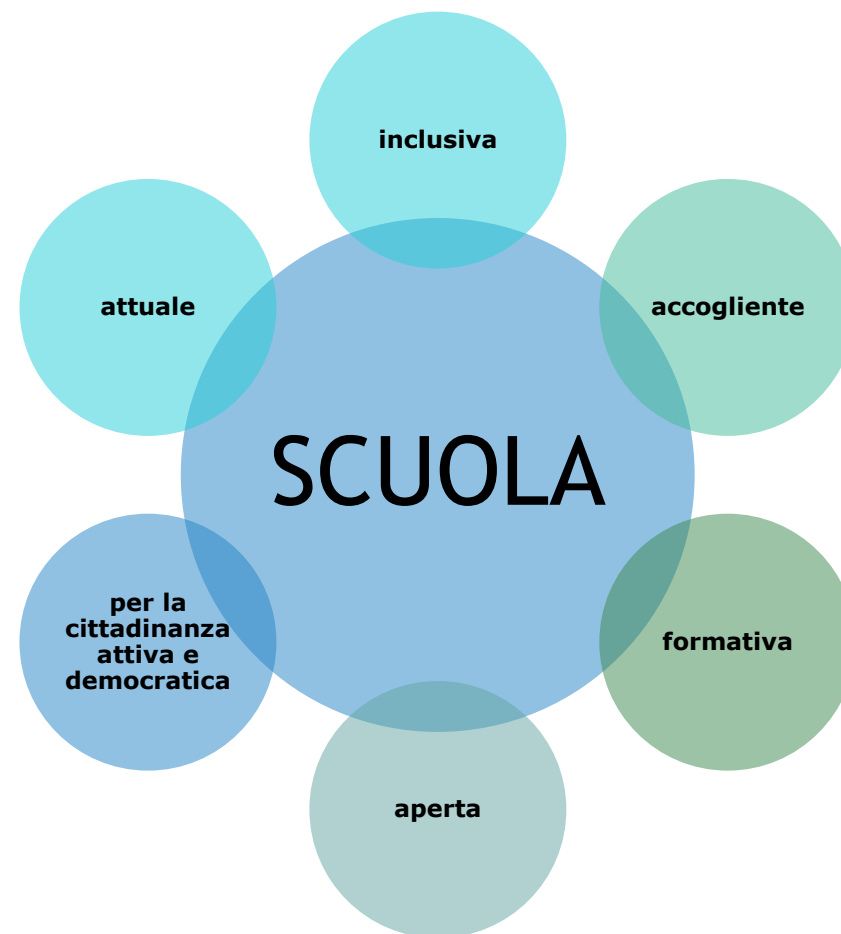 inclusiva
attuale
accogliente
SCUOLA
per la
cittadinanza
attiva e
democratica
formativa
aperta